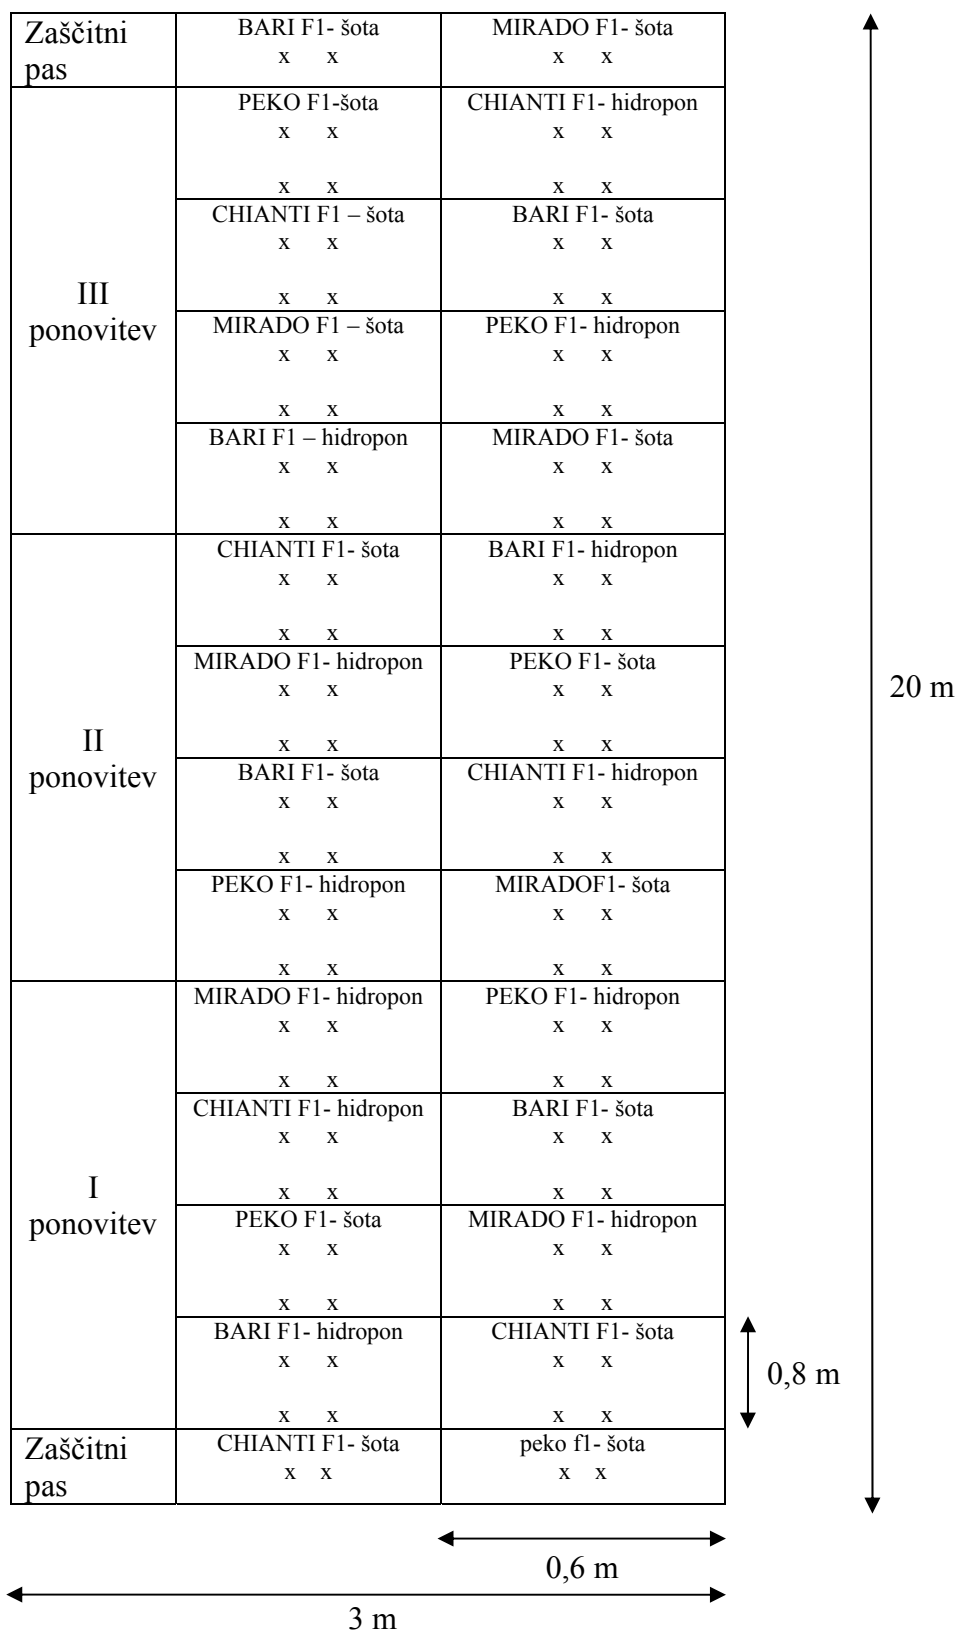 Zaščitni
pas
BARI F1- šota
x x
MIRADO F1- šota
x x
III
ponovitev
PEKO F1-šota
x x
x x
CHIANTI F1- hidropon
x x
x x
CHIANTI F1 – šota
x x
x x
BARI F1- šota
x x
x x
MIRADO F1 – šota
x x
x x
PEKO F1- hidropon
x x
x x
BARI F1 – hidropon
x x
x x
MIRADO F1- šota
x x
x x
II
ponovitev
CHIANTI F1- šota
x x
x x
BARI F1- hidropon
x x
x x
MIRADO F1- hidropon
x x
x x
PEKO F1- šota
x x
x x
BARI F1- šota
x x
x x
CHIANTI F1- hidropon
x x
x x
PEKO F1- hidropon
x x
x x
MIRADOF1- šota
x x
x x
I
ponovitev
MIRADO F1- hidropon
x x
x x
PEKO F1- hidropon
x x
x x
CHIANTI F1- hidropon
x x
x x
BARI F1- šota
x x
x x
PEKO F1- šota
x x
x x
MIRADO F1- hidropon
x x
x x
BARI F1- hidropon
x x
x x
CHIANTI F1- šota
x x
x x
Zaščitni
pas
CHIANTI F1- šota
x x
peko f1- šota
x x
20 m
0,8 m
0,6 m
3 m